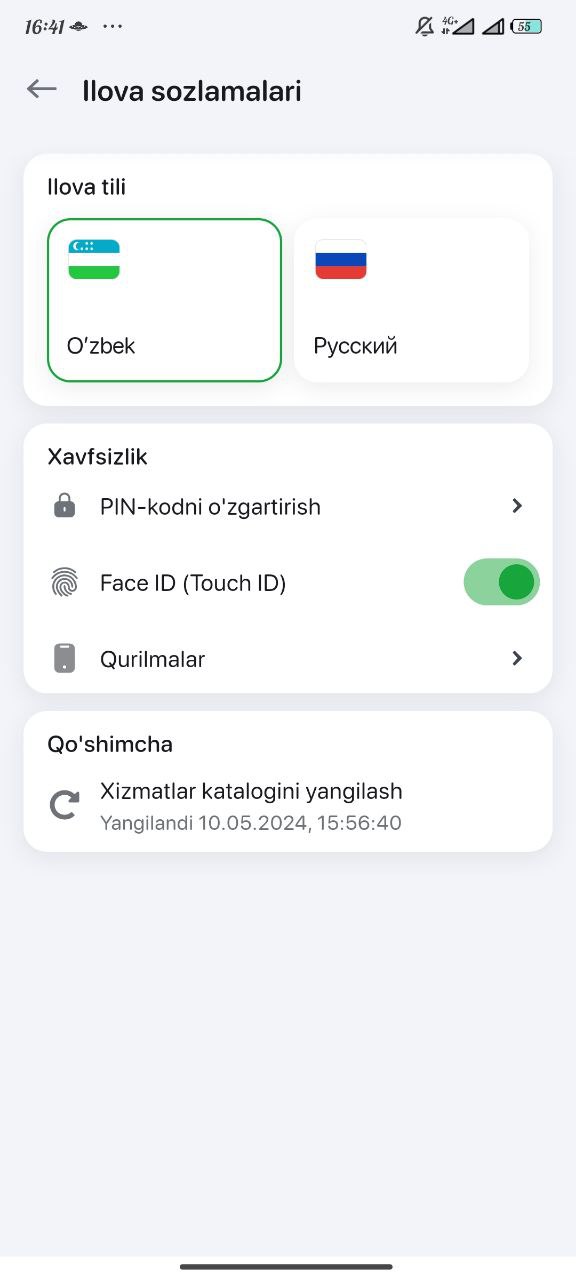 16:41 ... 4G+ 55
Ilova sozlamalari
Ilova tili
O‘zbek
Русский
Xavfsizlik
PIN-kodni o'zgartirish
Face ID (Touch ID)
Qurilmalar
Qo'shimcha
Xizmatlar katalogini yangilash
Yangilandi 10.05.2024, 15:56:40